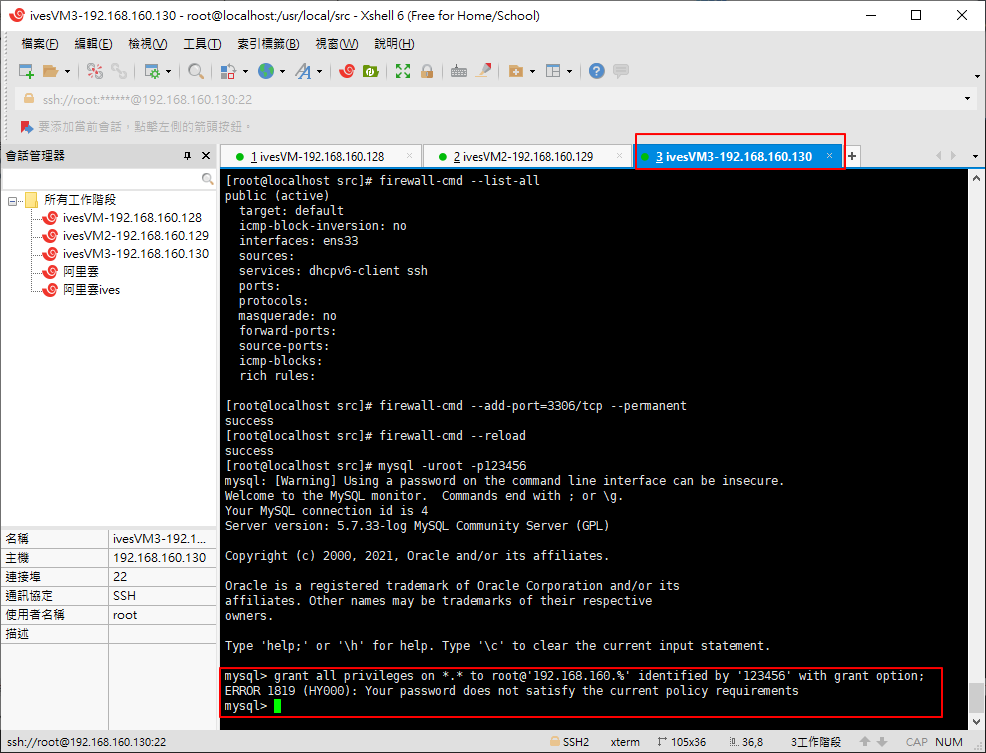 ivesVM3-192.168.160.130 - root@localhost:/usr/local/src - Xshell 6 (Free for Home/School)
檔案(F) 編輯(E) 檢視(V) 工具(T) 索引標籤(B) 視窗(W) 說明(H)
ssh://root:******@192.168.160.130:22
要添加當前會話，點擊左側的箭頭按鈕。
會話管理器
1 ivesVM-192.168.160.128
2 ivesVM2-192.168.160.129
3 ivesVM3-192.168.160.130
所有工作階段
ivesVM-192.168.160.128
ivesVM2-192.168.160.129
ivesVM3-192.168.160.130
阿里雲
阿里雲ives
名稱 ivesVM3-192.1...
主機 192.168.160.130
連接埠 22
通訊協定 SSH
使用者名稱 root
描述
[root@localhost src]# firewall-cmd --list-all
public (active)
  target: default
  icmp-block-inversion: no
  interfaces: ens33
  sources:
  services: dhcpv6-client ssh
  ports:
  protocols:
  masquerade: no
  forward-ports:
  source-ports:
  icmp-blocks:
  rich rules:
[root@localhost src]# firewall-cmd --add-port=3306/tcp --permanent
success
[root@localhost src]# firewall-cmd --reload
success
[root@localhost src]# mysql -uroot -p123456
mysql: [Warning] Using a password on the command line interface can be insecure.
Welcome to the MySQL monitor.  Commands end with ; or \g.
Your MySQL connection id is 4
Server version: 5.7.33-log MySQL Community Server (GPL)
Copyright (c) 2000, 2021, Oracle and/or its affiliates.
Oracle is a registered trademark of Oracle Corporation and/or its
affiliates. Other names may be trademarks of their respective
owners.
Type 'help;' or '\h' for help. Type '\c' to clear the current input statement.
mysql> grant all privileges on *.* to root@'192.168.160.%' identified by '123456' with grant option;
ERROR 1819 (HY000): Your password does not satisfy the current policy requirements
mysql>
ssh://root@192.168.160.130:22 SSH2 xterm 105x36 36,8 3工作階段 CAP NUM